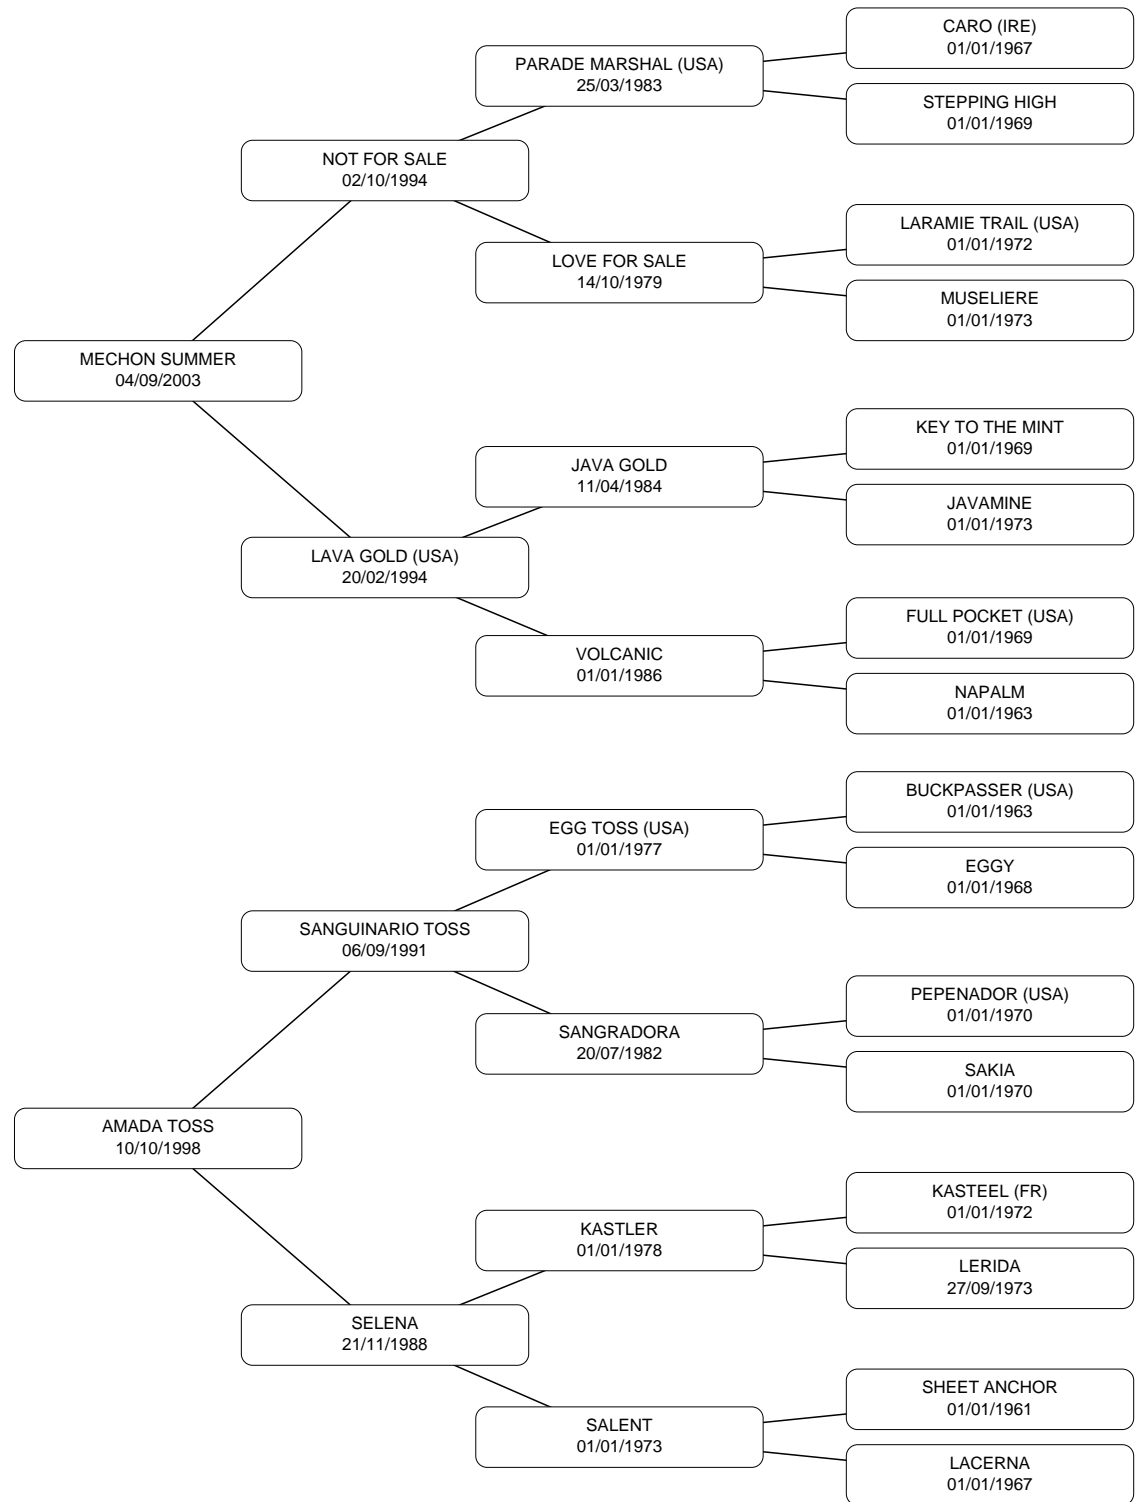 CARO (IRE)
01/01/1967
PARADE MARSHAL (USA)
25/03/1983
STEPPING HIGH
01/01/1969
NOT FOR SALE
02/10/1994
LARAMIE TRAIL (USA)
01/01/1972
LOVE FOR SALE
14/10/1979
MUSELIERE
01/01/1973
MECHON SUMMER
04/09/2003
KEY TO THE MINT
01/01/1969
JAVA GOLD
11/04/1984
JAVAMINE
01/01/1973
LAVA GOLD (USA)
20/02/1994
FULL POCKET (USA)
01/01/1969
VOLCANIC
01/01/1986
NAPALM
01/01/1963
BUCKPASSER (USA)
01/01/1963
EGG TOSS (USA)
01/01/1977
EGGY
01/01/1968
SANGUINARIO TOSS
06/09/1991
PEPENADOR (USA)
01/01/1970
SANGRADORA
20/07/1982
SAKIA
01/01/1970
AMADA TOSS
10/10/1998
KASTEEL (FR)
01/01/1972
KASTLER
01/01/1978
LERIDA
27/09/1973
SELENA
21/11/1988
SHEET ANCHOR
01/01/1961
SALENT
01/01/1973
LACERNA
01/01/1967